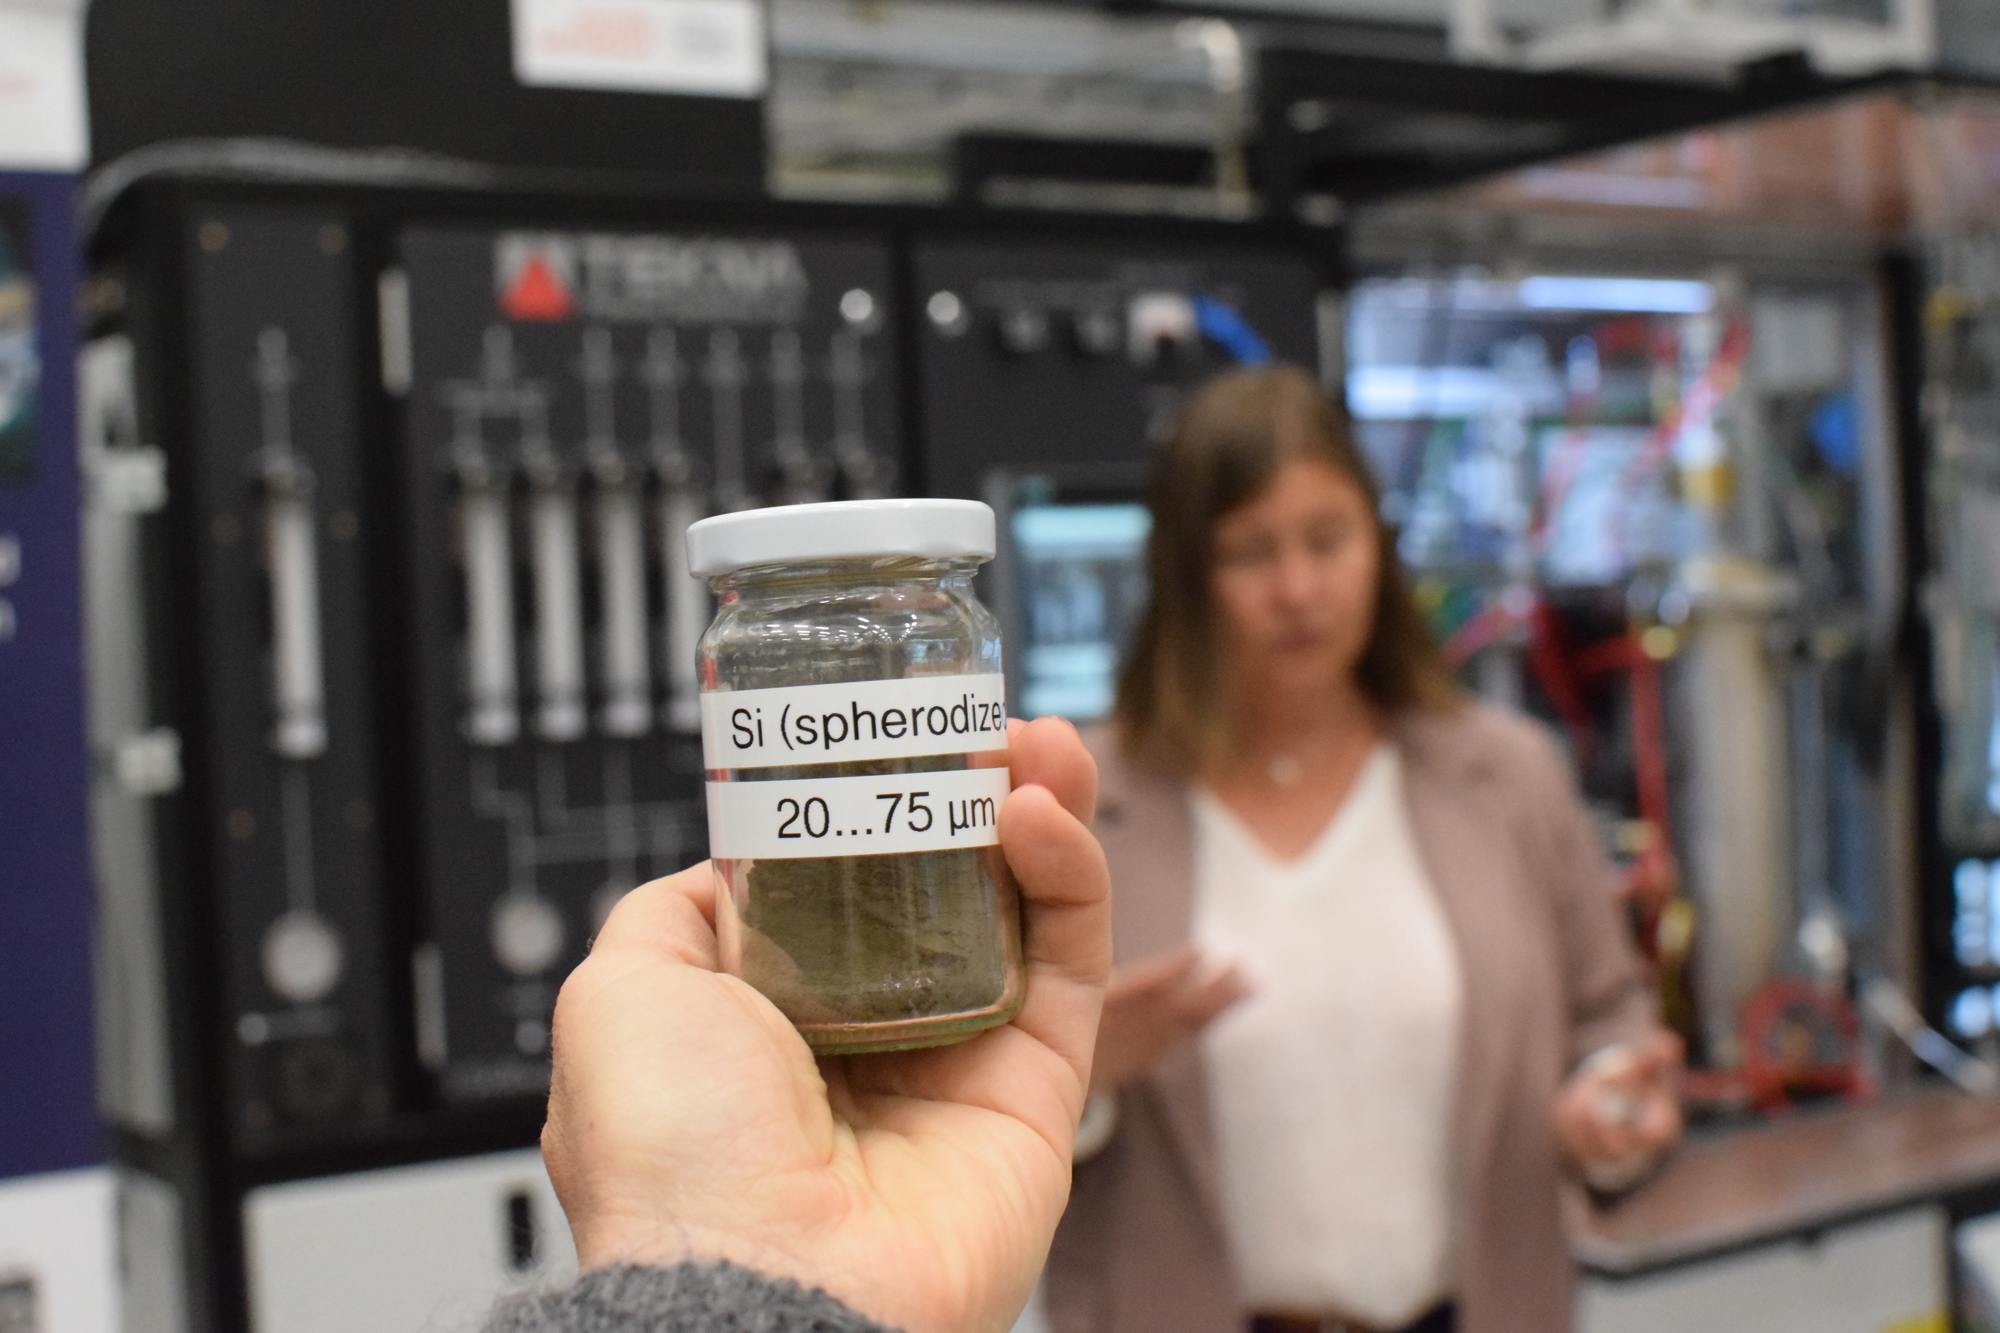 TEKNA
Si (spherodize
20...75 µm